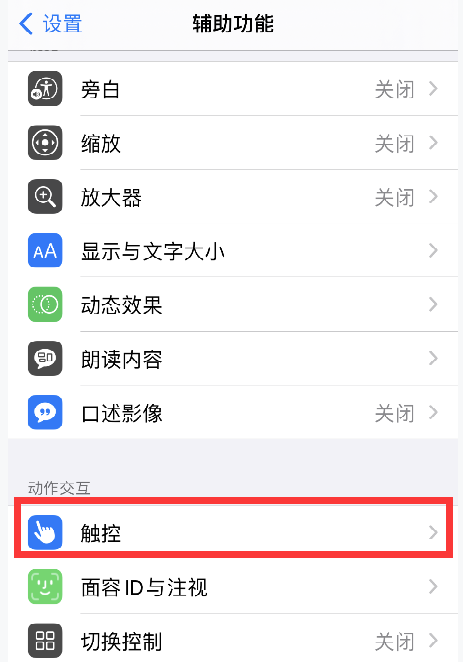 设置 辅助功能
旁白 关闭
缩放 关闭
放大器 关闭
AA 显示与文字大小
动态效果
朗读内容
口述影像 关闭
动作交互
触控
面容ID与注视
切换控制 关闭